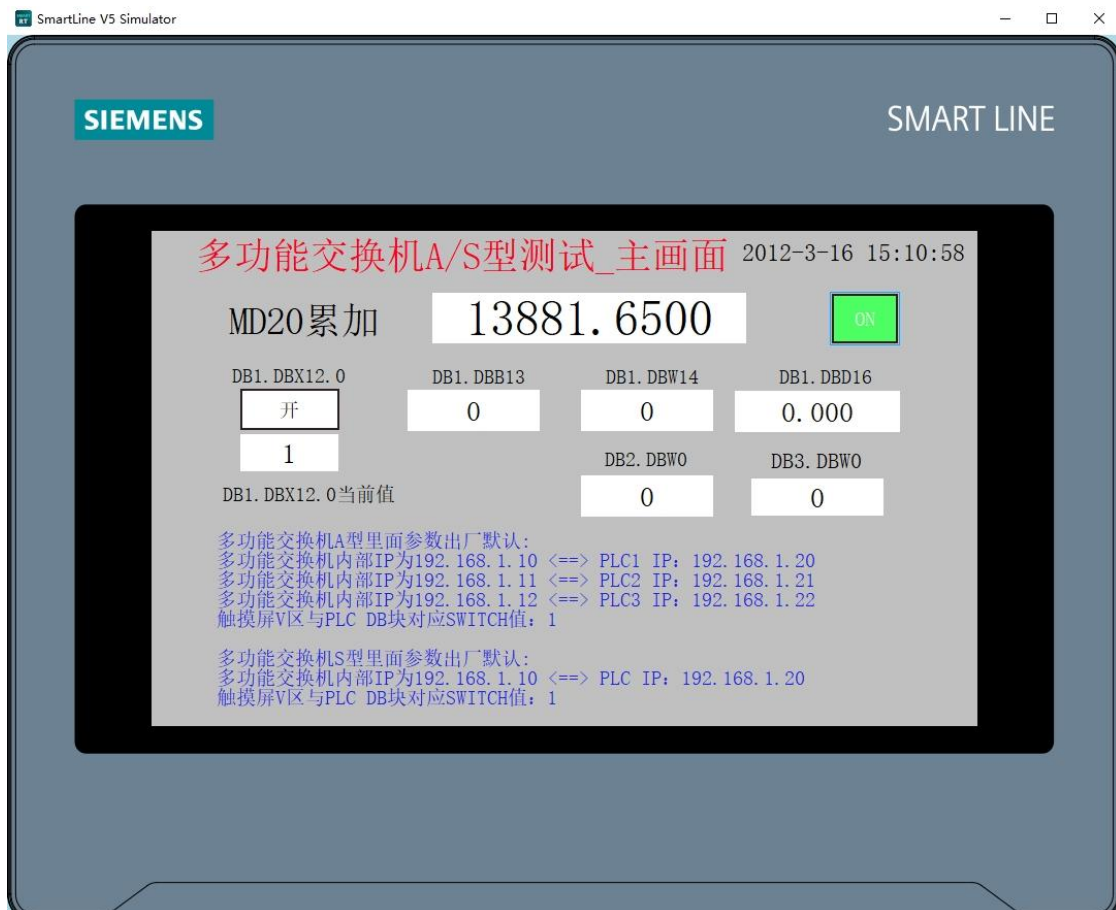 SmartLine V5 Simulator
SIEMENS
SMART LINE
多功能交换机A/S型测试_主画面 2012-3-16 15:10:58
MD20累加 13881.6500 ON
DB1.DBX12.0 DB1.DBB13 DB1.DBW14 DB1.DBD16
开 0 0 0.000
1
DB2.DBW0 DB3.DBW0
DB1.DBX12.0当前值 0 0
多功能交换机A型里面参数出厂默认:
多功能交换机内部IP为192.168.1.10 <==> PLC1 IP: 192.168.1.20
多功能交换机内部IP为192.168.1.11 <==> PLC2 IP: 192.168.1.21
多功能交换机内部IP为192.168.1.12 <==> PLC3 IP: 192.168.1.22
触摸屏V区与PLC DB块对应SWITCH值: 1
多功能交换机S型里面参数出厂默认:
多功能交换机内部IP为192.168.1.10 <==> PLC IP: 192.168.1.20
触摸屏V区与PLC DB块对应SWITCH值: 1